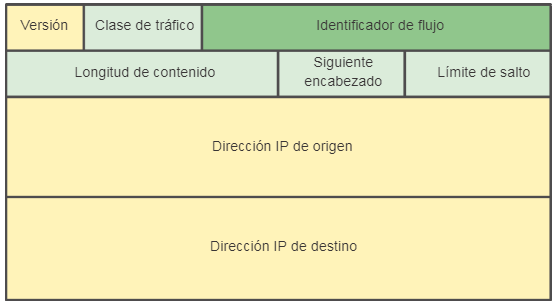 Versión
Clase de tráfico
Identificador de flujo
Longitud de contenido
Siguiente
encabezado
Límite de salto
Dirección IP de origen
Dirección IP de destino